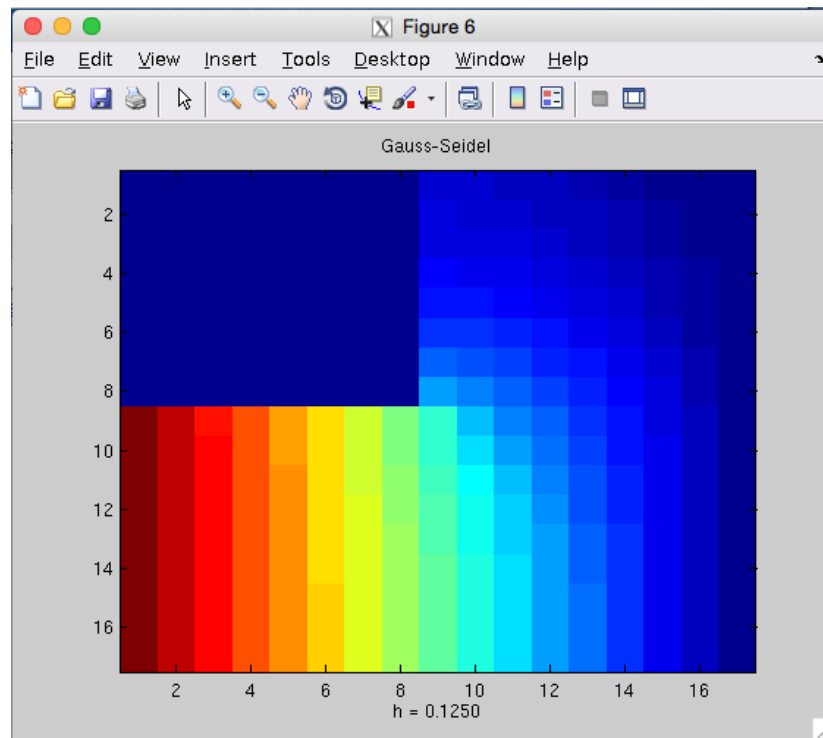 Figure 6
File Edit View Insert Tools Desktop Window Help
Gauss-Seidel
2
4
6
8
10
12
14
16
2 4 6 8 10 12 14 16
h = 0.1250